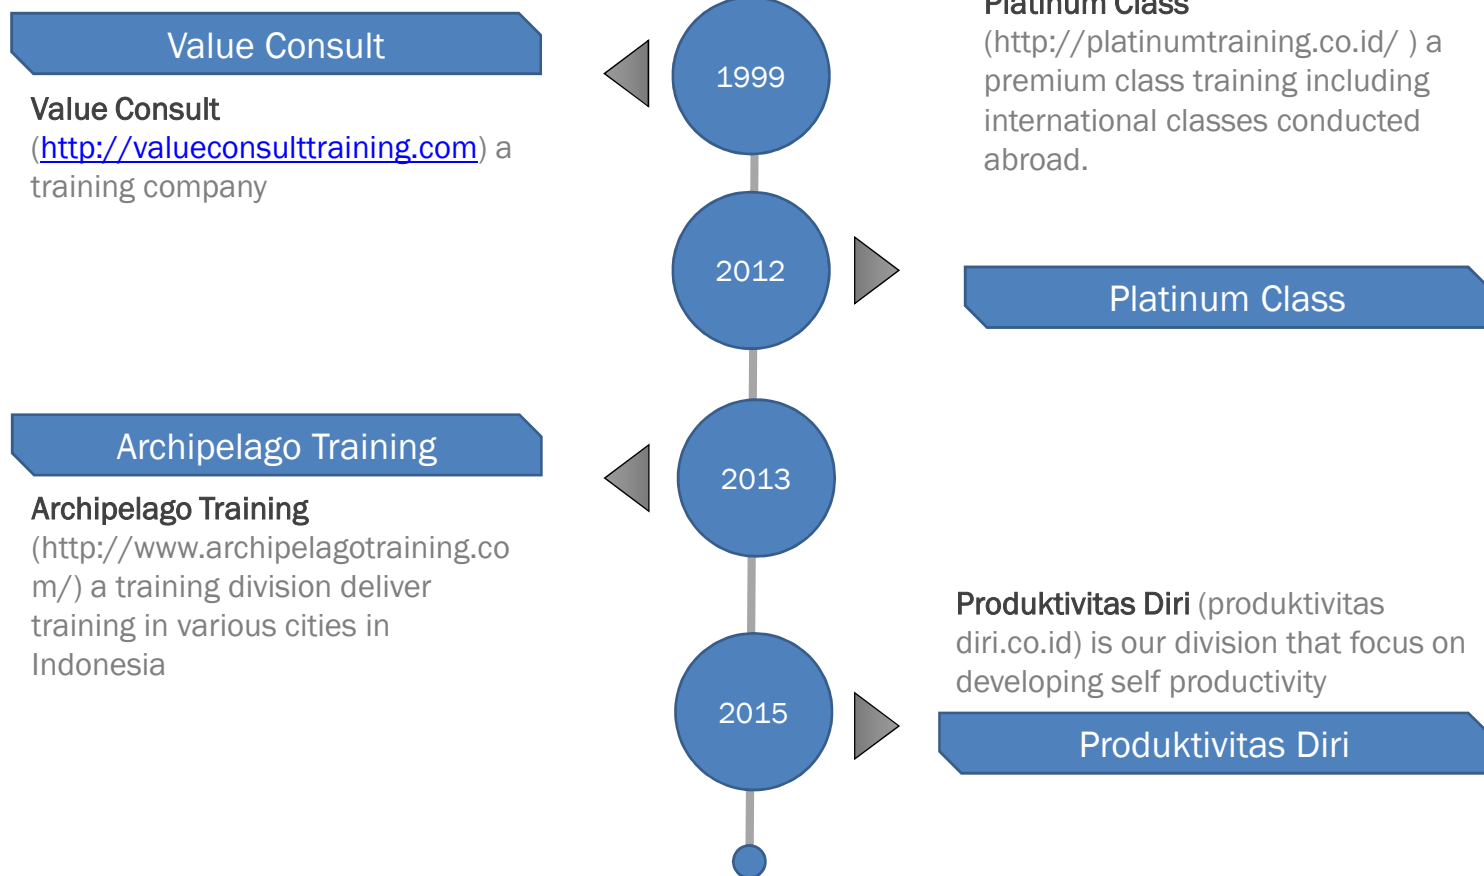 Value Consult
Value Consult
(http://valueconsulttraining.com) a
training company
1999
Platinum Class
(http://platinumtraining.co.id/ ) a
premium class training including
international classes conducted
abroad.
2012
Platinum Class
Archipelago Training
Archipelago Training
(http://www.archipelagotraining.co
m/) a training division deliver
training in various cities in
Indonesia
2013
Produktivitas Diri (produktivitas
diri.co.id) is our division that focus on
developing self productivity
2015
Produktivitas Diri